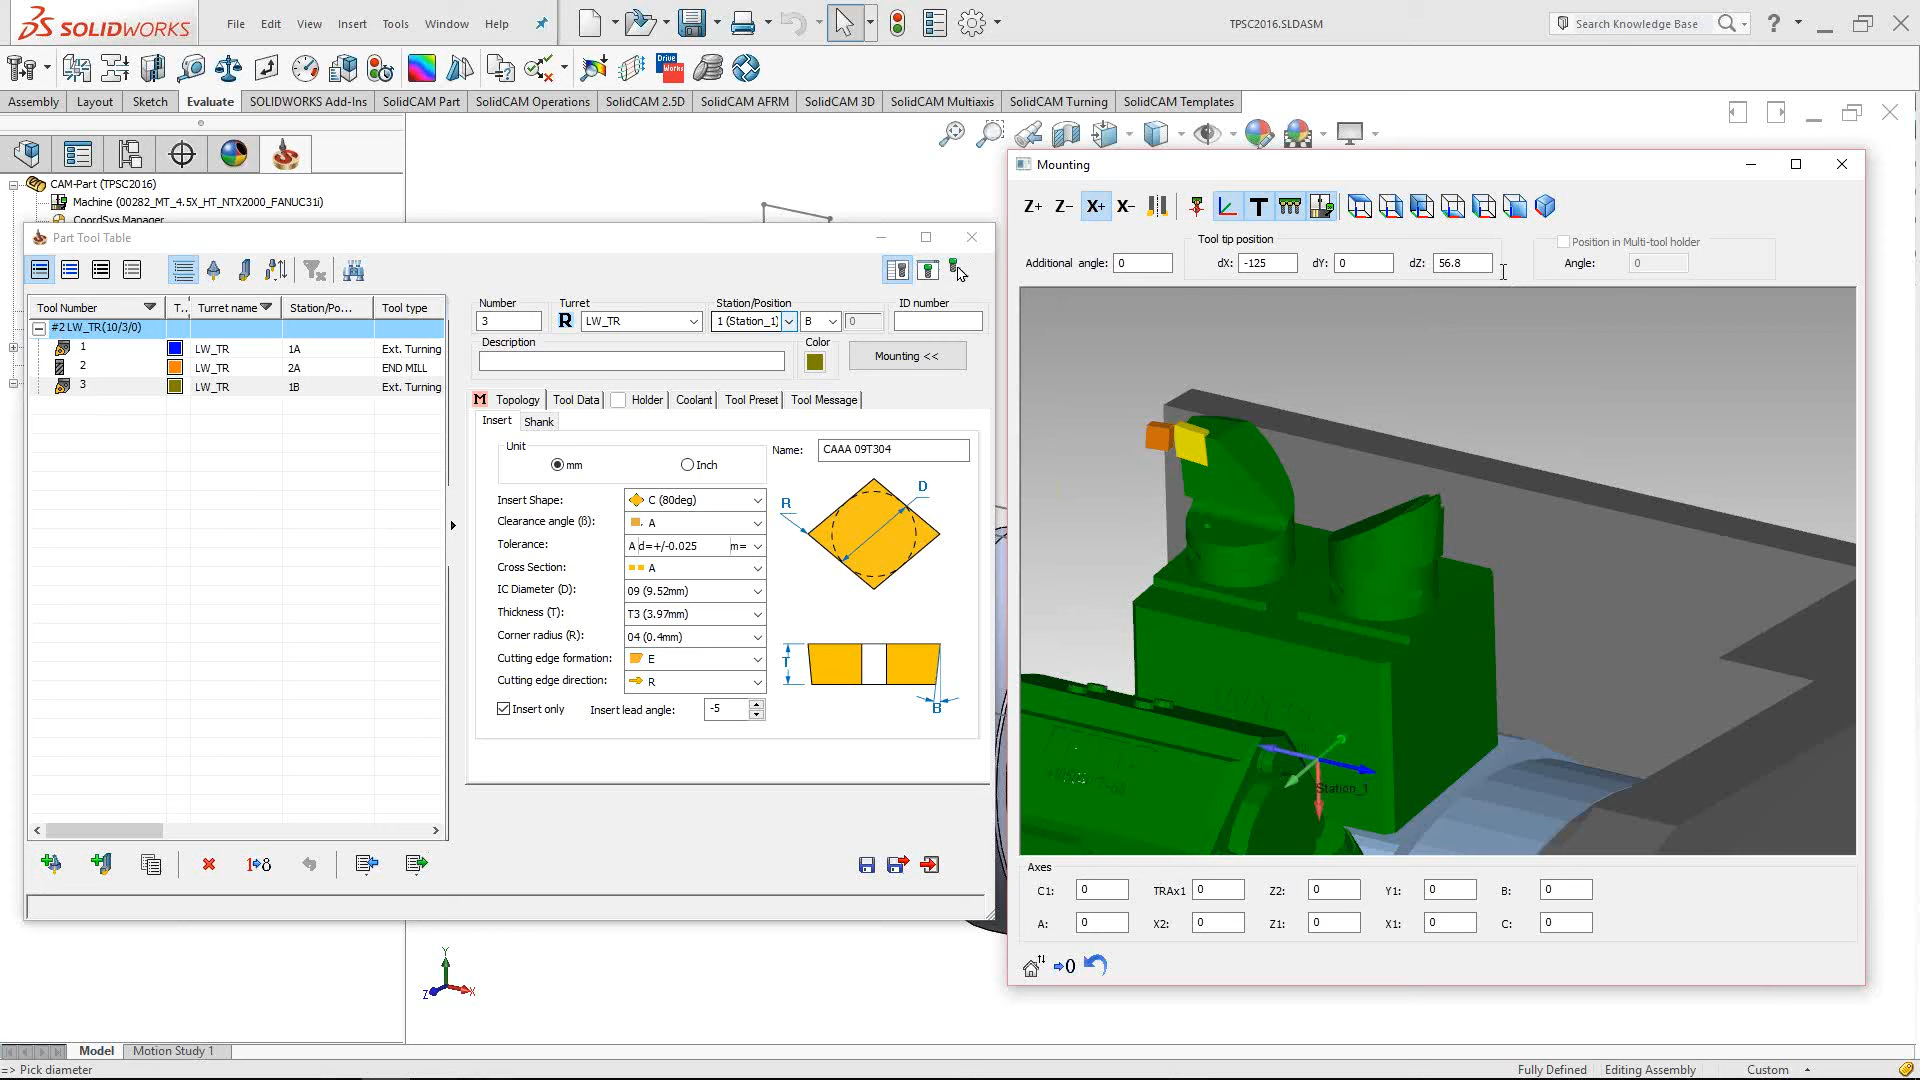 SOLIDWORKS
File Edit View Insert Tools Window Help
TPSC2016.SLDASM
Search Knowledge Base
?
Drive Works
Assembly Layout Sketch Evaluate SOLIDWORKS Add-Ins SolidCAM Part SolidCAM Operations SolidCAM 2.5D SolidCAM AFRM SolidCAM 3D SolidCAM Multiaxis SolidCAM Turning SolidCAM Templates
CAM-Part (TPSC2016)
Machine (00282_MT_4.5X_HT_NTX2000_FANUC31i)
CoordSys Manager
Part Tool Table
Tool Number T.. Turret name Station/Po... Tool type
#2 LW_TR(10/3/0)
1 LW_TR 1A Ext. Turning
2 LW_TR 2A END MILL
3 LW_TR 1B Ext. Turning
Number Turret Station/Position ID number
3 R LW_TR 1 (Station_1) B 0
Description Color Mounting <<
M Topology Tool Data Holder Coolant Tool Preset Tool Message
Insert Shank
Unit
mm Inch
Name: CAAA 09T304
Insert Shape: C (80deg)
Clearance angle (ß): A
Tolerance: A d=+/-0.025 m=
Cross Section: A
IC Diameter (D): 09 (9.52mm)
Thickness (T): T3 (3.97mm)
Corner radius (R): 04 (0.4mm)
Cutting edge formation: E
Cutting edge direction: R
Insert only Insert lead angle: -5
R D
T B
1 8
Mounting
Z+ Z- X+ X- T
Tool tip position
Position in Multi-tool holder
Additional angle: 0 dX: -125 dY: 0 dZ: 56.8 Angle: 0
Station_1
Axes
C1: 0 TRAx1 0 Z2: 0 Y1: 0 B: 0
A: 0 X2: 0 Z1: 0 X1: 0 C: 0
0
Y
Z X
Model Motion Study 1
=> Pick diameter
Fully Defined Editing Assembly Custom